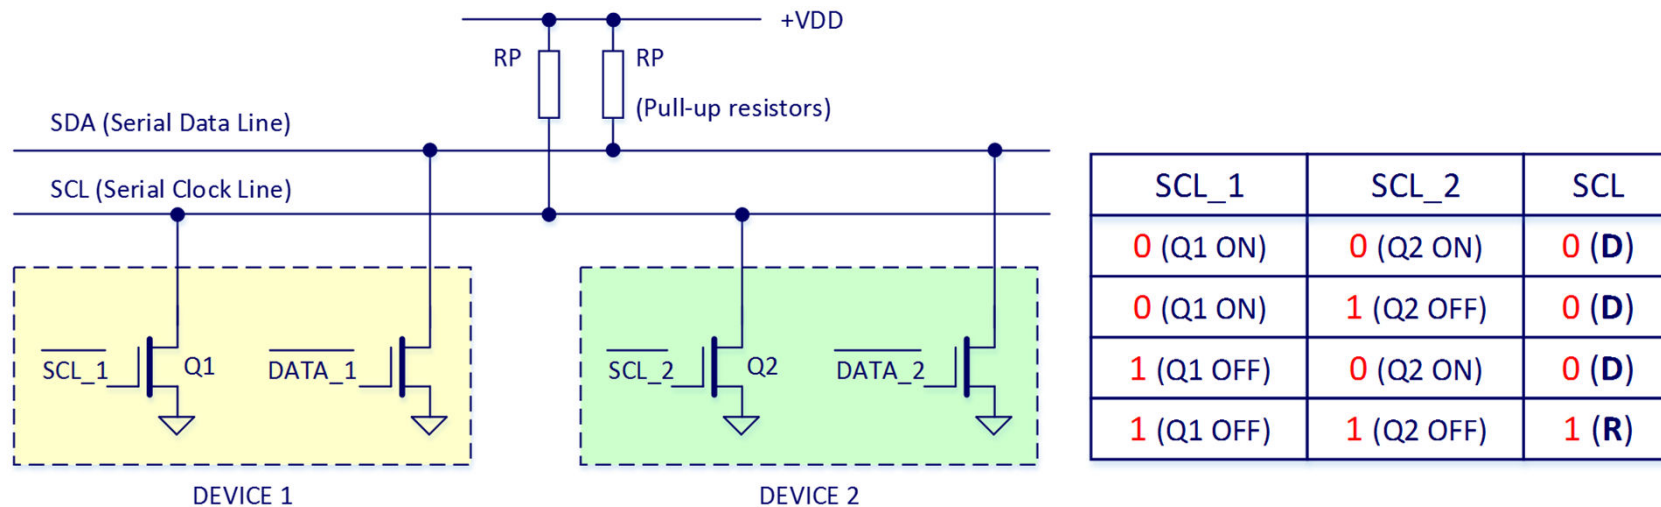 +VDD
RP RP
(Pull-up resistors)
SDA (Serial Data Line)
SCL (Serial Clock Line)
SCL_1 Q1 DATA_1 SCL_2 Q2 DATA_2
DEVICE 1 DEVICE 2
SCL_1 SCL_2 SCL
0 (Q1 ON) 0 (Q2 ON) 0 (D)
0 (Q1 ON) 1 (Q2 OFF) 0 (D)
1 (Q1 OFF) 0 (Q2 ON) 0 (D)
1 (Q1 OFF) 1 (Q2 OFF) 1 (R)